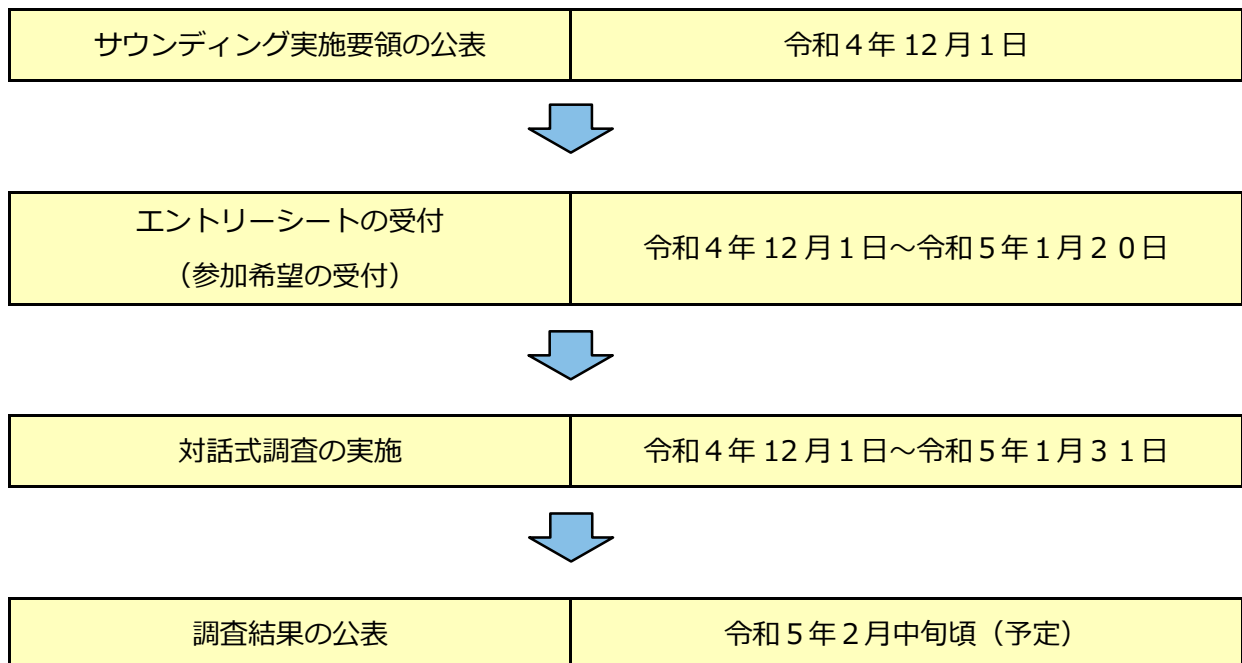 サウンディング実施要領の公表
令和４年 12 月１日
エントリーシートの受付
（参加希望の受付）
令和４年 12 月１日～令和５年１月２０日
対話式調査の実施
令和４年 12 月１日～令和５年１月３１日
調査結果の公表
令和５年２月中旬頃（予定）